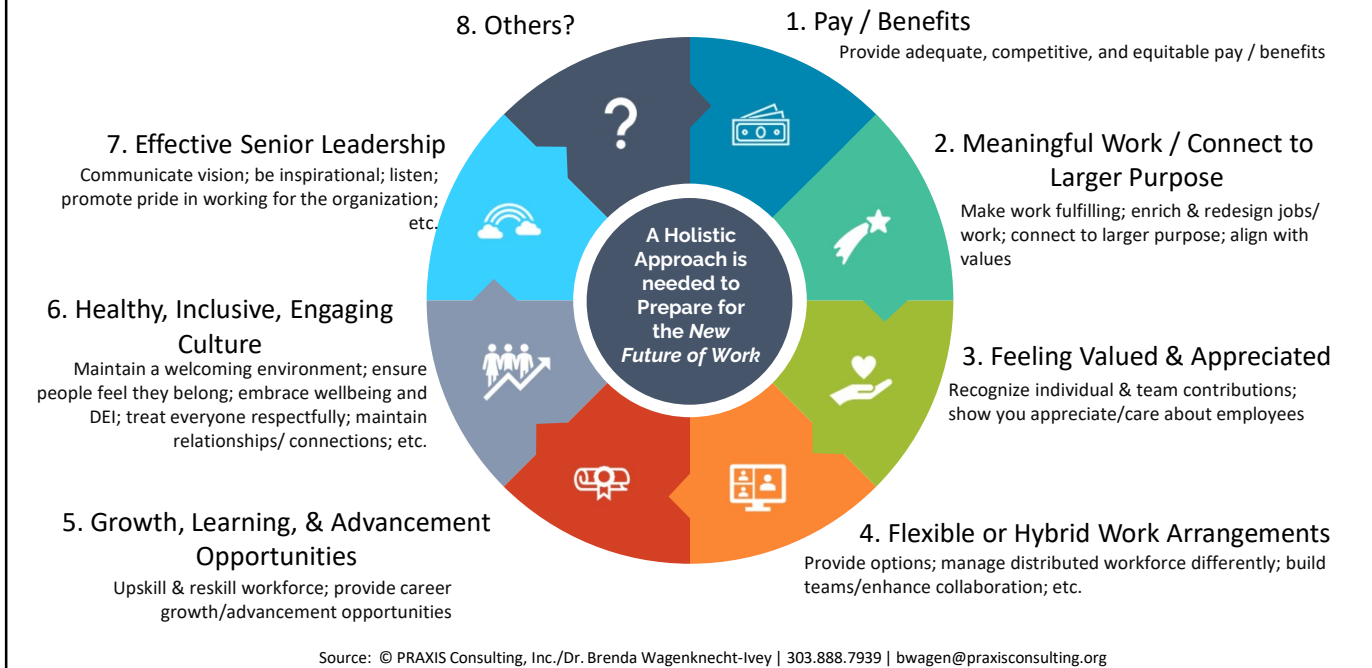 8. Others?
1. Pay / Benefits
Provide adequate, competitive, and equitable pay / benefits
2. Meaningful Work / Connect to
Larger Purpose
Make work fulfilling; enrich & redesign jobs/
work; connect to larger purpose; align with
values
3. Feeling Valued & Appreciated
Recognize individual & team contributions;
show you appreciate/care about employees
4. Flexible or Hybrid Work Arrangements
Provide options; manage distributed workforce differently; build
teams/enhance collaboration; etc.
5. Growth, Learning, & Advancement
Opportunities
Upskill & reskill workforce; provide career
growth/advancement opportunities
6. Healthy, Inclusive, Engaging
Culture
Maintain a welcoming environment; ensure
people feel they belong; embrace wellbeing and
DEI; treat everyone respectfully; maintain
relationships/ connections; etc.
7. Effective Senior Leadership
Communicate vision; be inspirational; listen;
promote pride in working for the organization;
etc.
?
A Holistic
Approach is
needed to
Prepare for
the New
Future of Work
Source: © PRAXIS Consulting, Inc./Dr. Brenda Wagenknecht-Ivey | 303.888.7939 | bwagen@praxisconsulting.org